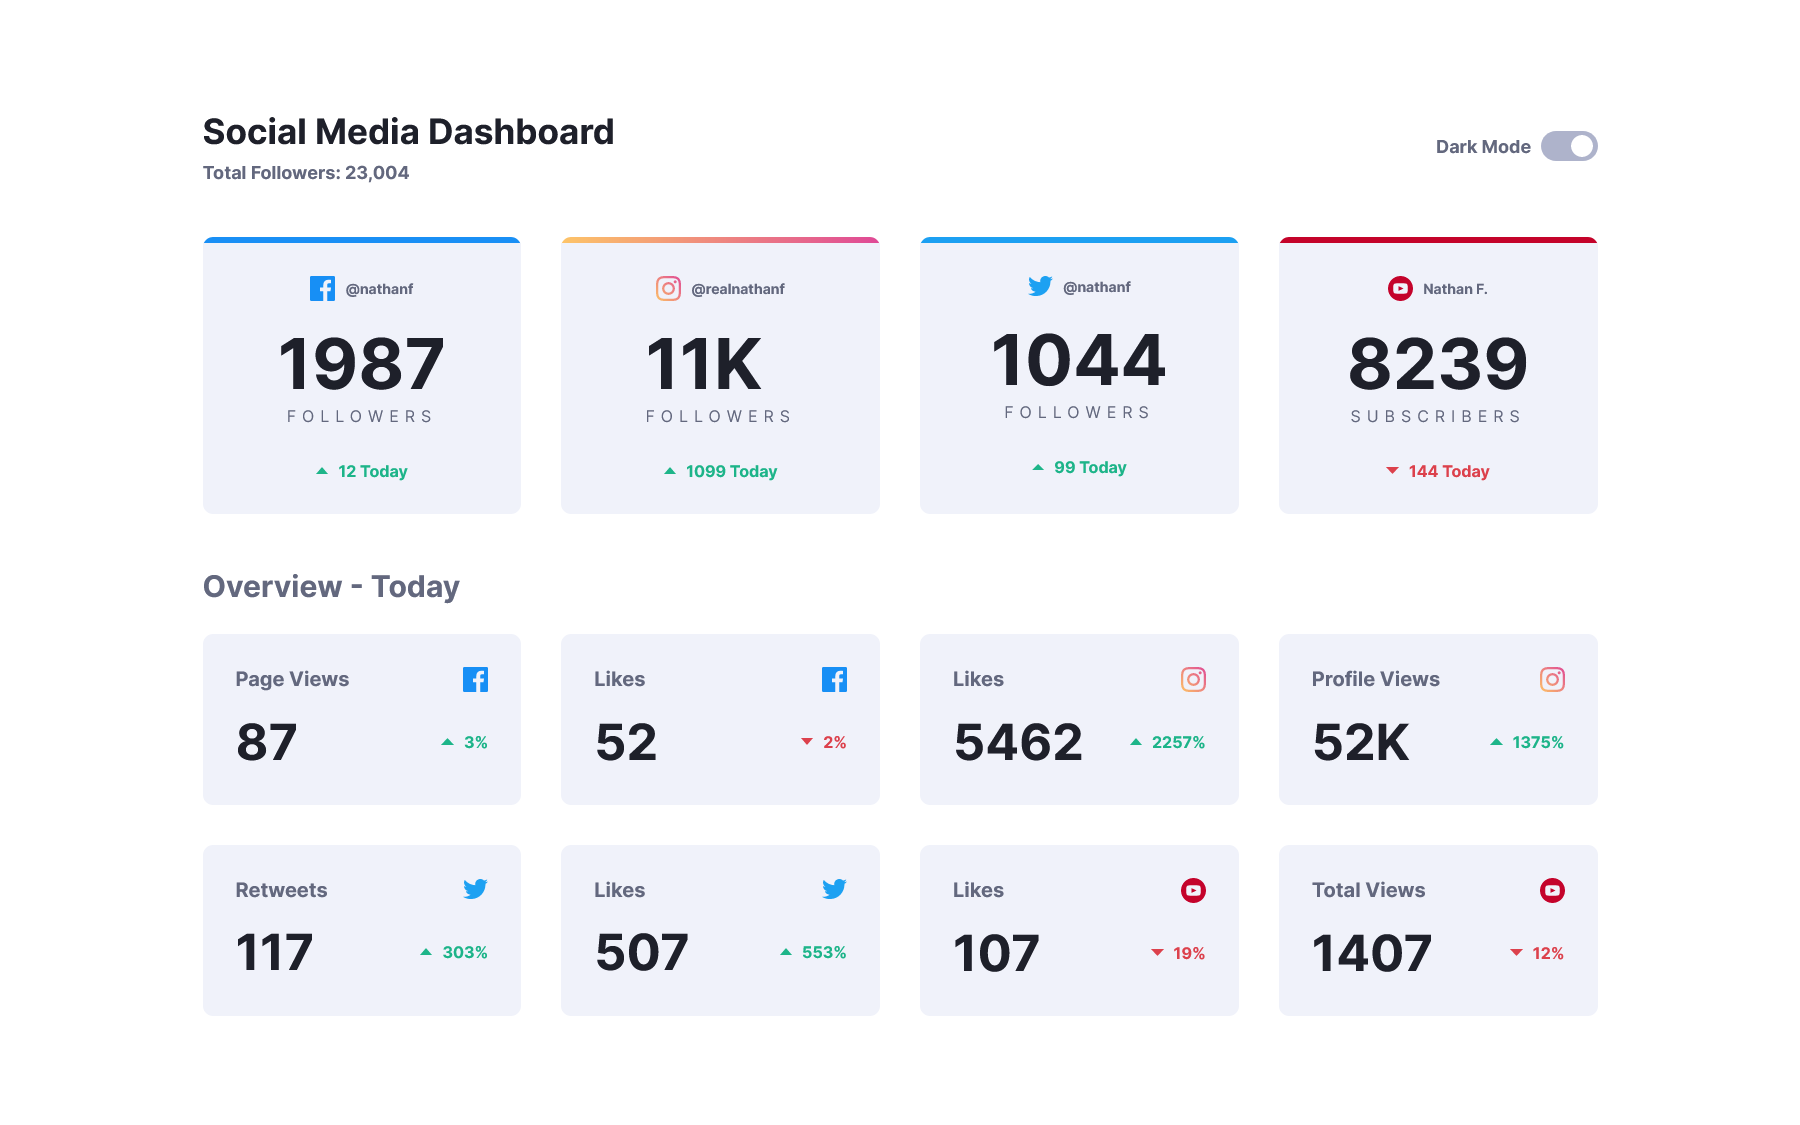 Social Media Dashboard
Total Followers: 23,004
Dark Mode
@nathanf
1987
FOLLOWERS
12 Today
@realnathanf
11K
FOLLOWERS
1099 Today
@nathanf
1044
FOLLOWERS
99 Today
Nathan F.
8239
SUBSCRIBERS
144 Today
Overview - Today
Page Views
87
3%
Likes
52
2%
Likes
5462
2257%
Profile Views
52K
1375%
Retweets
117
303%
Likes
507
553%
Likes
107
19%
Total Views
1407
12%